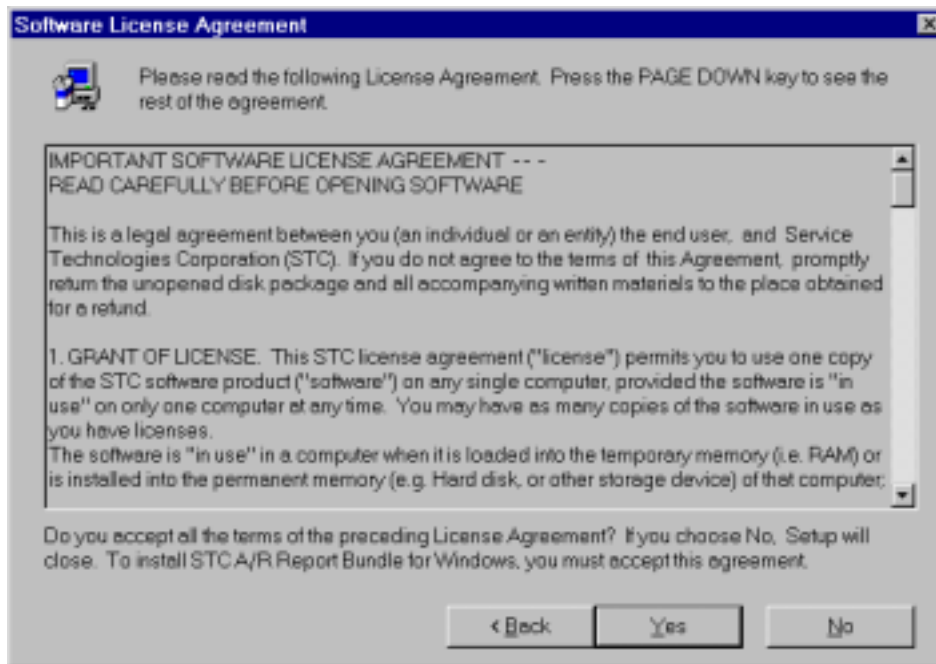 Software License Agreement
Please read the following License Agreement. Press the PAGE DOWN key to see the
rest of the agreement.
IMPORTANT SOFTWARE LICENSE AGREEMENT -- -
READ CAREFULLY BEFORE OPENING SOFTWARE
This is a legal agreement between you (an individual or an entity) the end user, and Service
Technologies Corporation (STC). If you do not agree to the terms of this Agreement, promptly
return the unopened disk package and all accompanying written materials to the place obtained
for a refund.
1. GRANT OF LICENSE. This STC license agreement ("license") permits you to use one copy
of the STC software product ("software") on any single computer, provided the software is "in
use" on only one computer at any time. You may have as many copies of the software in use as
you have licenses.
The software is "in use" in a computer when it is loaded into the temporary memory (i.e. RAM) or
is installed into the permanent memory (e.g. Hard disk, or other storage device) of that computer;
Do you accept all the terms of the preceding License Agreement? If you choose No, Setup will
close. To install STC A/R Report Bundle for Windows, you must accept this agreement.
< Back Yes No